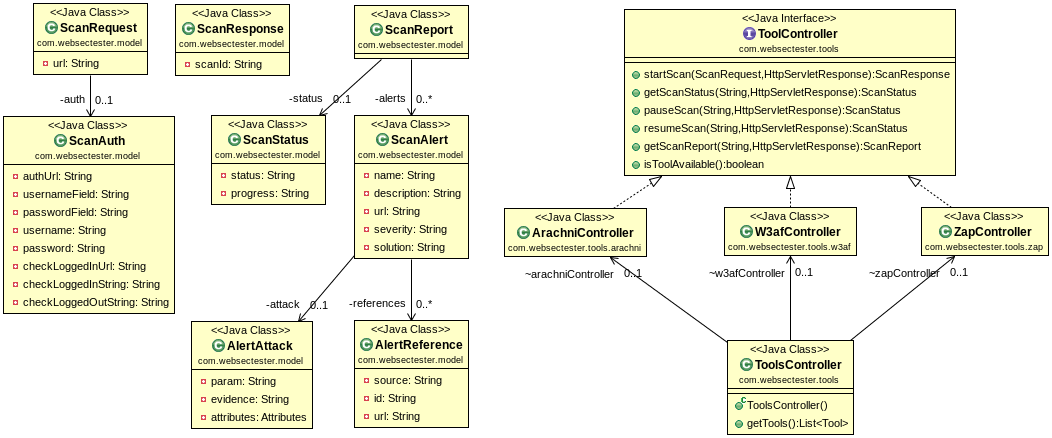 <<Java Class>>
ScanRequest
com.websectester.model
url: String
-auth
0..1
<<Java Class>>
ScanAuth
com.websectester.model
authUrl: String
usernameField: String
passwordField: String
username: String
password: String
checkLoggedInUrl: String
checkLoggedInString: String
checkLoggedOutString: String
<<Java Class>>
ScanResponse
com.websectester.model
scanId: String
<<Java Class>>
ScanReport
com.websectester.model
-status
0..1
-alerts
0..*
<<Java Class>>
ScanStatus
com.websectester.model
status: String
progress: String
<<Java Class>>
ScanAlert
com.websectester.model
name: String
description: String
url: String
severity: String
solution: String
-attack
0..1
-references
0..*
<<Java Class>>
AlertAttack
com.websectester.model
param: String
evidence: String
attributes: Attributes
<<Java Class>>
AlertReference
com.websectester.model
source: String
id: String
url: String
<<Java Interface>>
ToolController
com.websectester.tools
startScan(ScanRequest,HttpServletResponse):ScanResponse
getScanStatus(String,HttpServletResponse):ScanStatus
pauseScan(String,HttpServletResponse):ScanStatus
resumeScan(String,HttpServletResponse):ScanStatus
getScanReport(String,HttpServletResponse):ScanReport
isToolAvailable():boolean
<<Java Class>>
ArachniController
com.websectester.tools.arachni
<<Java Class>>
W3afController
com.websectester.tools.w3af
<<Java Class>>
ZapController
com.websectester.tools.zap
~arachniController
0..1
~w3afController
0..1
~zapController
0..1
<<Java Class>>
ToolsController
com.websectester.tools
ToolsController()
getTools():List<Tool>